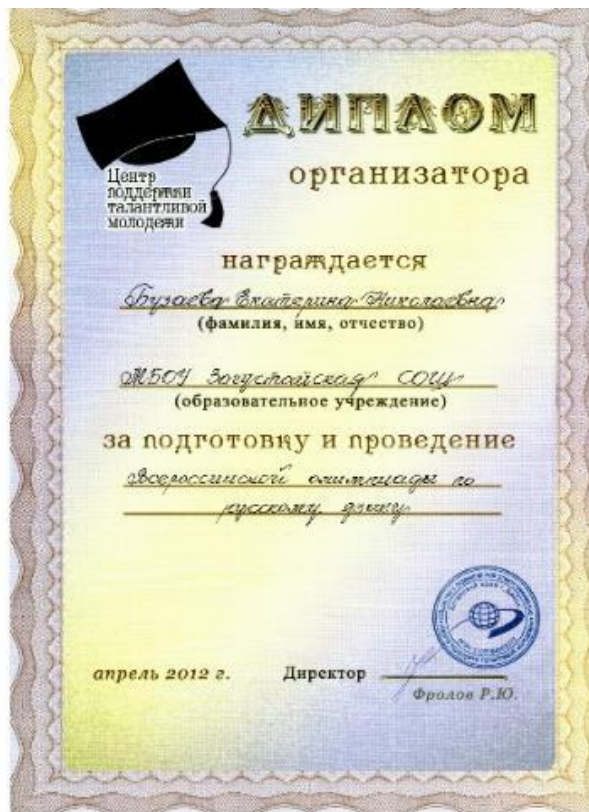 ДИПЛОМ
Центр
поддержки
талантливой
молодежи
организатора
награждается
Бузаева Екатерина Николаевна
(фамилия, имя, отчество)
МБОУ Загустайская СОШ
(образовательное учреждение)
за подготовку и проведение
Всероссийской олимпиады по
русскому языку
апрель 2012 г.
Директор
Фролов Р.Ю.